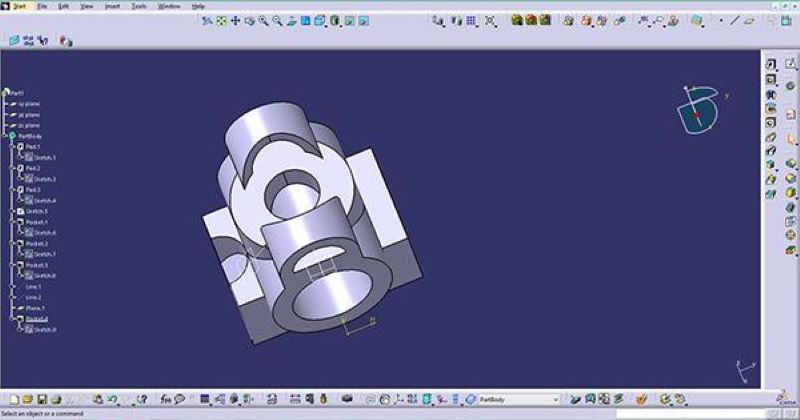 Start File Edit View Insert Tools Window Help
Part1
xy plane
yz plane
zx plane
PartBody
Pad.1
Sketch.1
Pad.2
Sketch.3
Pad.3
Sketch.4
Sketch.5
Pocket.1
Sketch.6
Pocket.2
Sketch.7
Pocket.3
Sketch.8
Line.1
Line.2
Plane.1
Pocket.4
Sketch.9
PartBody
Select an object or a command